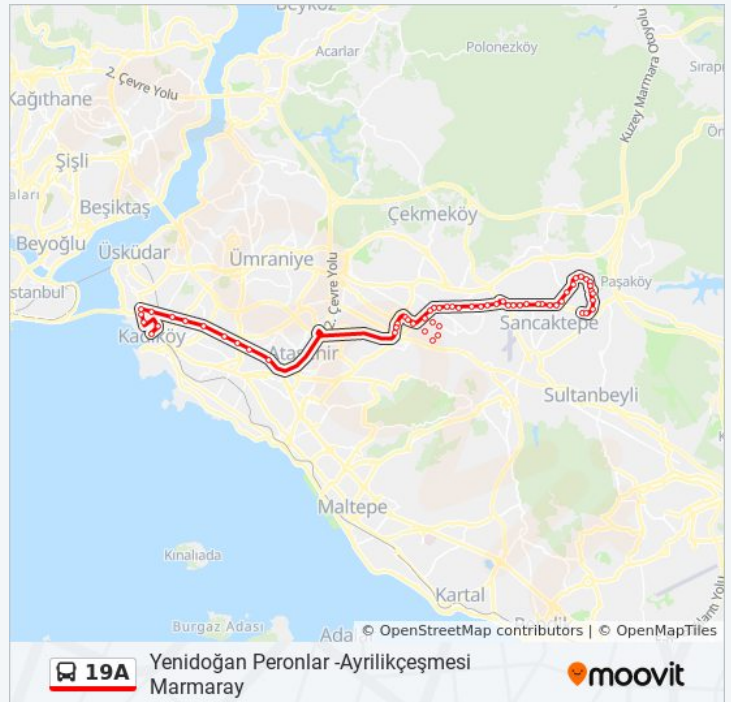 Beykoz
Acarlar
Polonezköy
2. Çevre Yolu
Kağıthane
Kuzey Marmara Otoyolu
Şişli
Beşiktaş
Çekmeköy
Beyoğlu
Üsküdar
Ümraniye
2. Çevre Yolu
Paşaköy
stanbul
Kadıköy
Sancaktepe
Ataşehir
Sultanbeyli
Maltepe
Kınalıada
Kartal
Burgaz Adası
© OpenStreetMap contributors | © OpenMapTiles
19A Yenidoğan Peronlar -Ayrilikçeşmesi
Marmaray
moovit